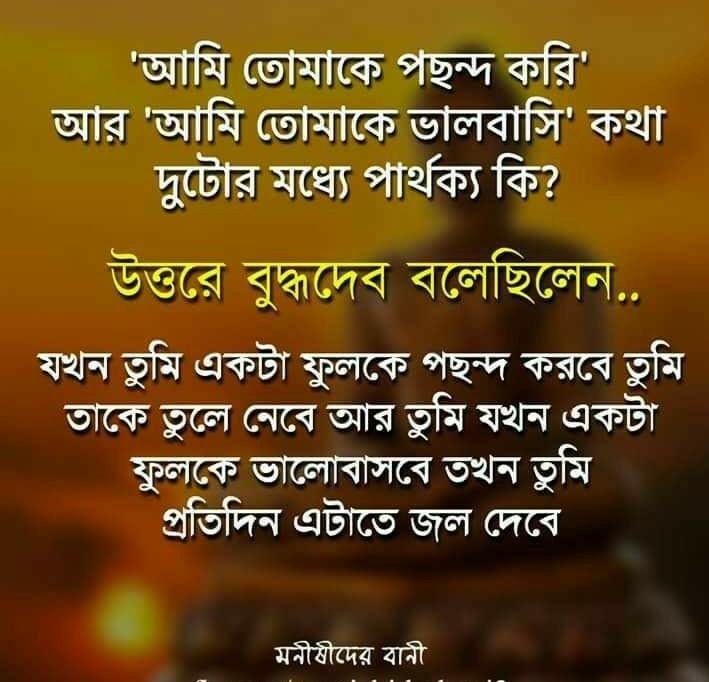 'আমি তোমাকে পছন্দ করি'
আর 'আমি তোমাকে ভালবাসি' কথা
দুটোর মধ্যে পার্থক্য কি?
উত্তরে বুদ্ধদেব বলেছিলেন..
যখন তুমি একটা ফুলকে পছন্দ করবে তুমি
তাকে তুলে নেবে আর তুমি যখন একটা
ফুলকে ভালোবাসবে তখন তুমি
প্রতিদিন এটাতে জল দেবে
মনীষীদের বানী